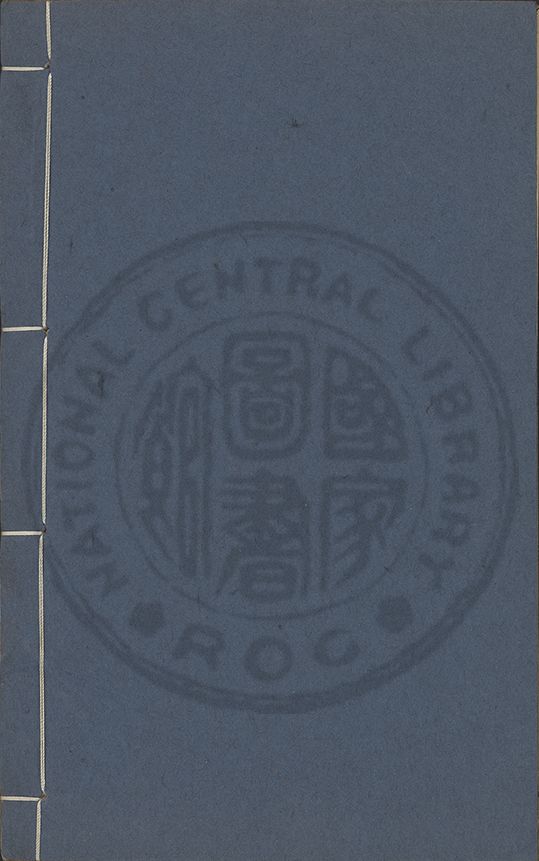 NATIONAL CENTRAL LIBRARY
國家
圖書
館
ROC